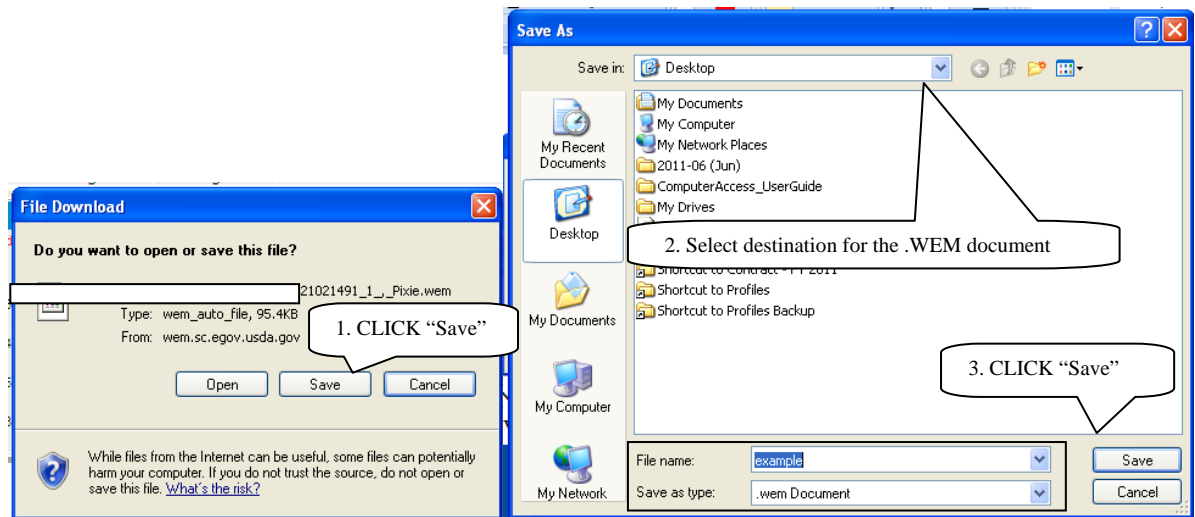 File Download
Do you want to open or save this file?
21021491_1_,_Pixie.wem
Type: wem_auto_file, 95.4KB
From: wem.sc.egov.usda.gov
1. CLICK “Save”
Open
Save
Cancel
While files from the Internet can be useful, some files can potentially
harm your computer. If you do not trust the source, do not open or
save this file. What's the risk?
Save As
Save in:
Desktop
My Recent
Documents
Desktop
My Documents
My Computer
My Network
My Documents
My Computer
My Network Places
2011-06 (Jun)
ComputerAccess_UserGuide
My Drives
2. Select destination for the .WEM document
Shortcut to Contract - FY 2011
Shortcut to Profiles
Shortcut to Profiles Backup
3. CLICK “Save”
File name:
example
Save
Save as type:
.wem Document
Cancel